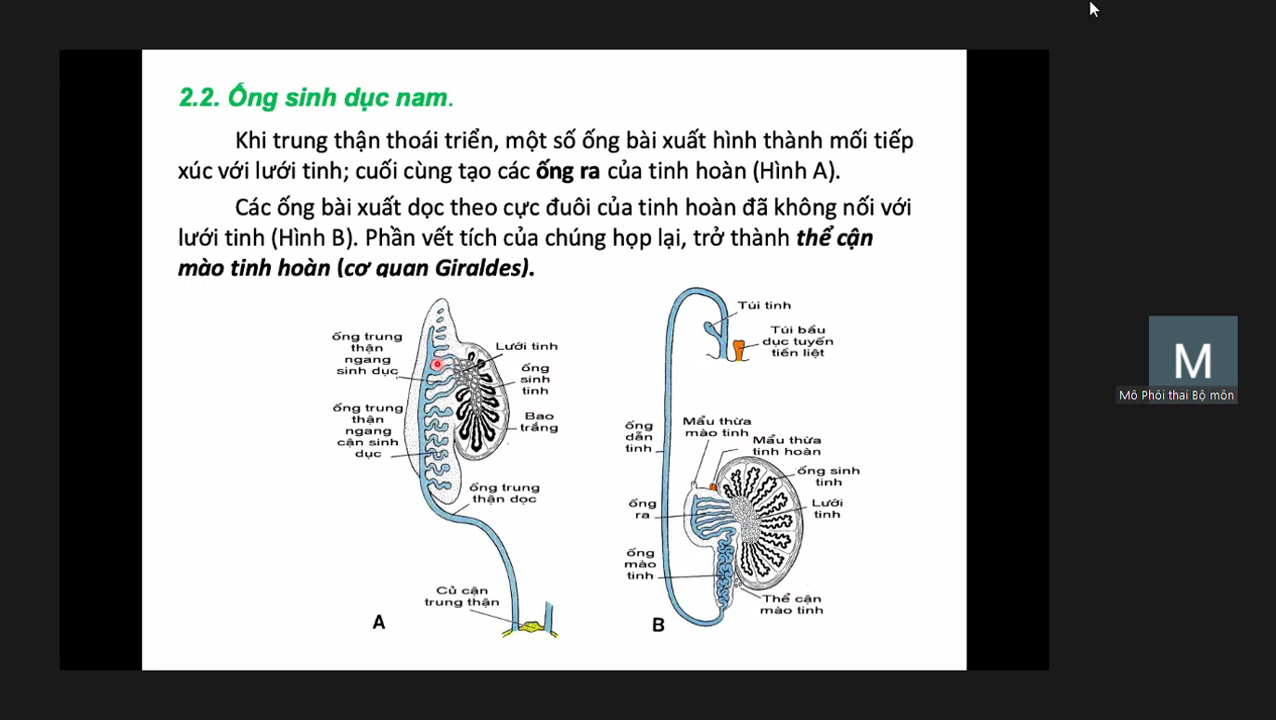 2.2. Ống sinh dục nam.
Khi trung thận thoái triển, một số ống bài xuất hình thành mối tiếp
xúc với lưới tinh; cuối cùng tạo các ống ra của tinh hoàn (Hình A).
Các ống bài xuất dọc theo cực đuôi của tinh hoàn đã không nối với
lưới tinh (Hình B). Phần vết tích của chúng họp lại, trở thành thể cận
mào tinh hoàn (cơ quan Giraldes).
ống trung
thận
ngang
sinh dục
ống trung
thận
ngang
cận sinh
dục
Lưới tinh
ống
sinh
tinh
Bao
trắng
ống trung
thận dọc
Củ cận
trung thận
A
Túi tinh
Túi bầu
dục tuyến
tiền liệt
ống
dẫn
tinh
Mẩu thừa
mào tinh
Mẩu thừa
tinh hoàn
ống sinh
tinh
Lưới
tinh
ống
ra
ống
mào
tinh
Thể cận
mào tinh
B
M
Mô Phôi thai Bộ môn